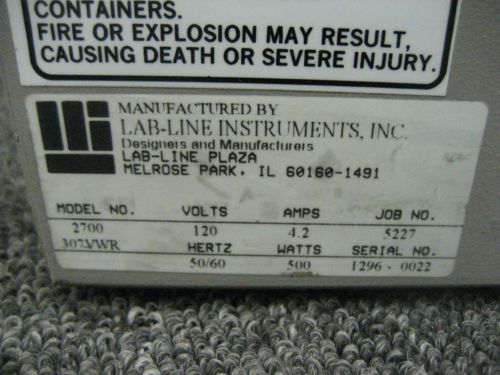 CONTAINERS.
FIRE OR EXPLOSION MAY RESULT,
CAUSING DEATH OR SEVERE INJURY.
MANUFACTURED BY
LAB-LINE INSTRUMENTS, INC.
Designers and Manufacturers
LAB-LINE PLAZA
MELROSE PARK, IL 60160-1491
MODEL NO. VOLTS AMPS JOB NO.
2700 120 4.2 5227
307.VWR HERTZ WATTS SERIAL NO.
50/60 500 1296 - 0022